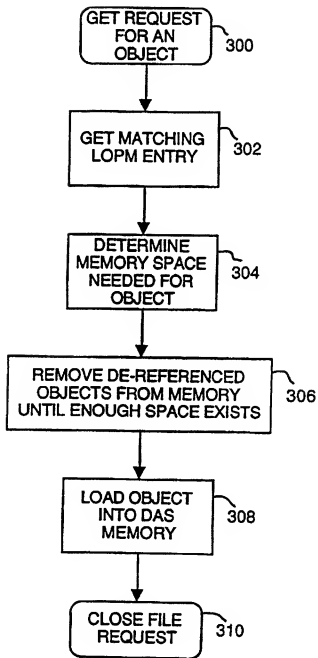 GET REQUEST
FOR AN
OBJECT
300
GET MATCHING
LOPM ENTRY
302
DETERMINE
MEMORY SPACE
NEEDED FOR
OBJECT
304
REMOVE DE-REFERENCED
OBJECTS FROM MEMORY
UNTIL ENOUGH SPACE EXISTS
306
LOAD OBJECT
INTO DAS
MEMORY
308
CLOSE FILE
REQUEST
310